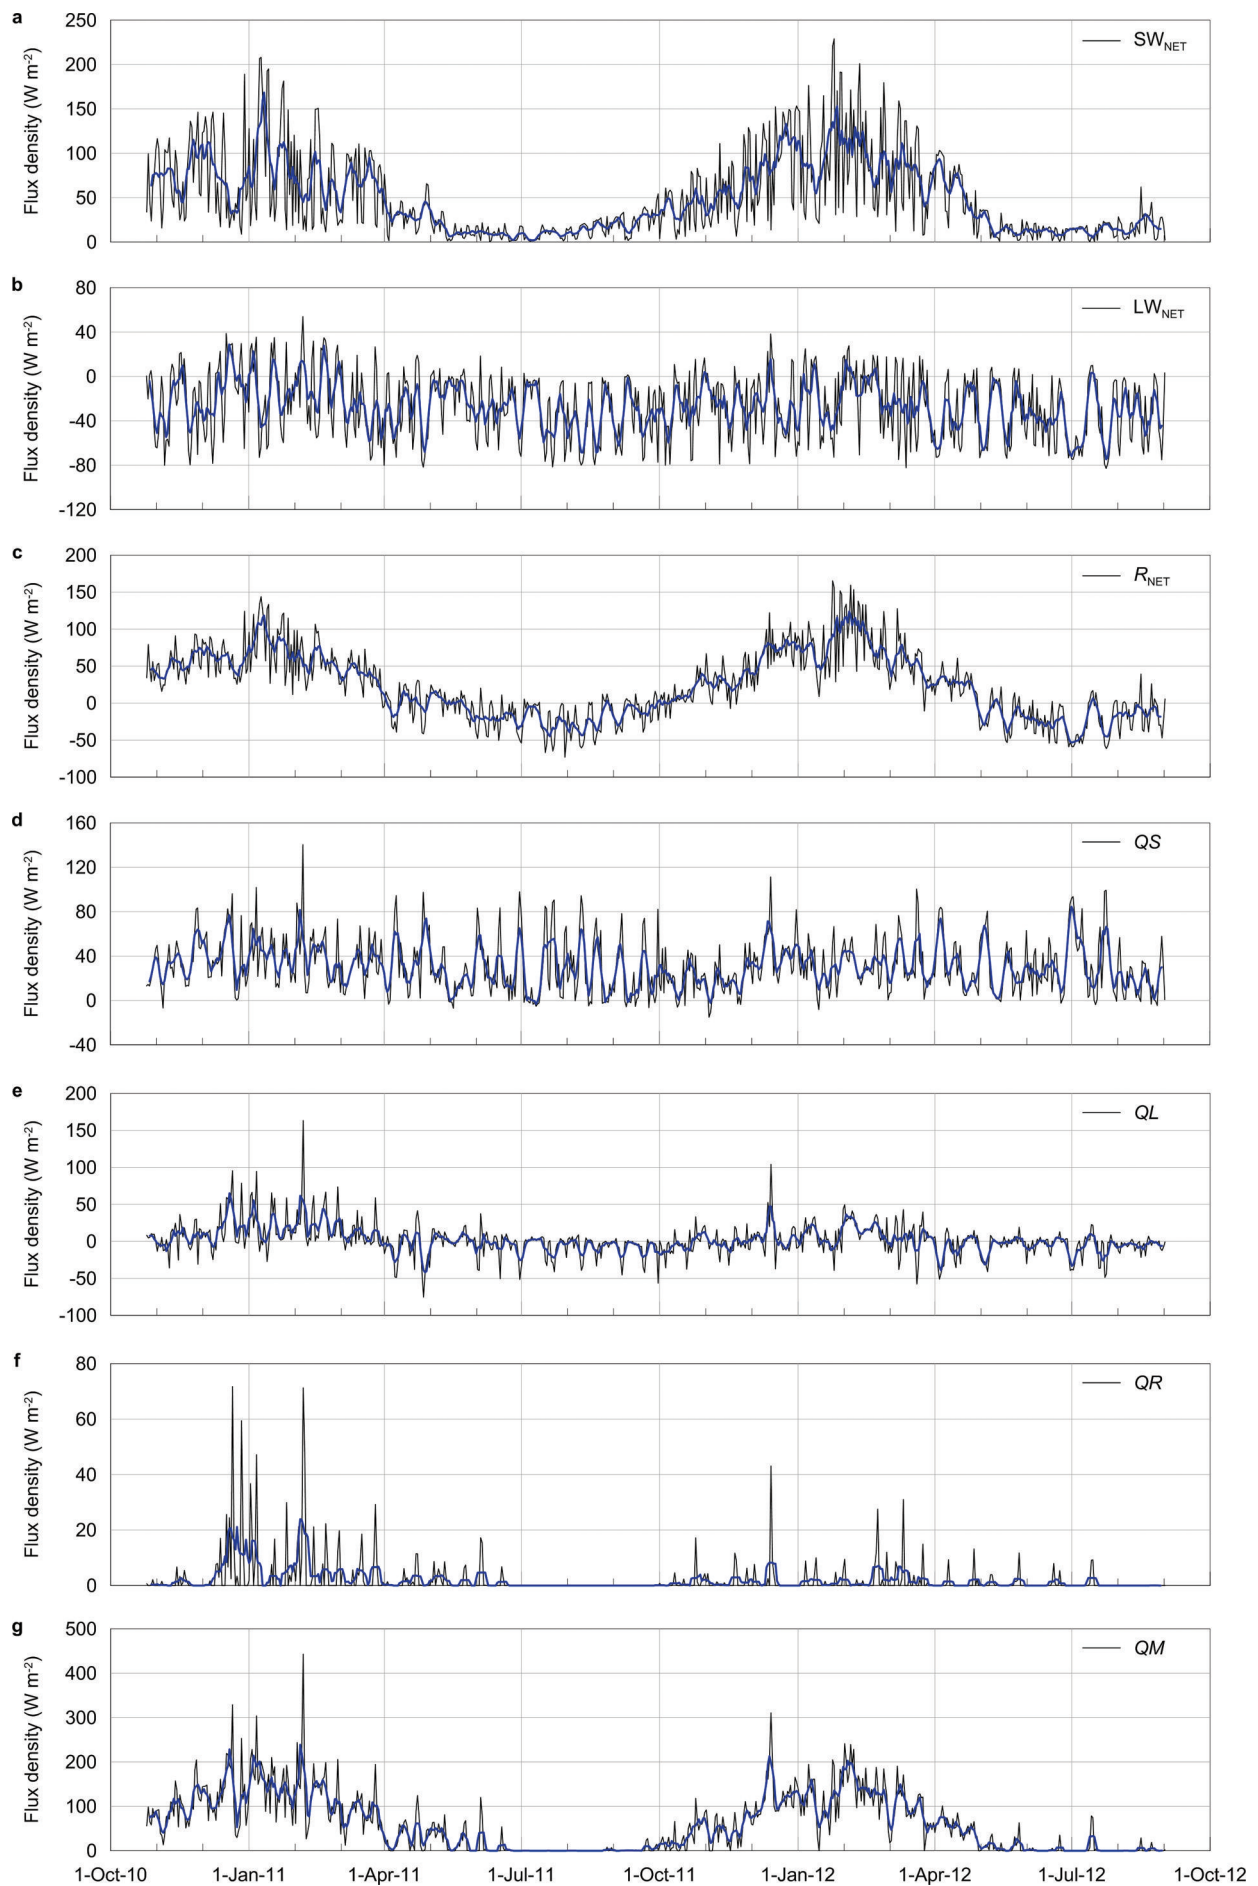 a
Flux density (W m-2)
250
200
150
100
50
0
SWNET
b
Flux density (W m-2)
80
40
0
-40
-80
-120
LWNET
c
Flux density (W m-2)
200
150
100
50
0
-50
-100
RNET
d
Flux density (W m-2)
160
120
80
40
0
-40
QS
e
Flux density (W m-2)
200
150
100
50
0
-50
-100
QL
f
Flux density (W m-2)
80
60
40
20
0
QR
g
Flux density (W m-2)
500
400
300
200
100
0
QM
1-Oct-10 1-Jan-11 1-Apr-11 1-Jul-11 1-Oct-11 1-Jan-12 1-Apr-12 1-Jul-12 1-Oct-12